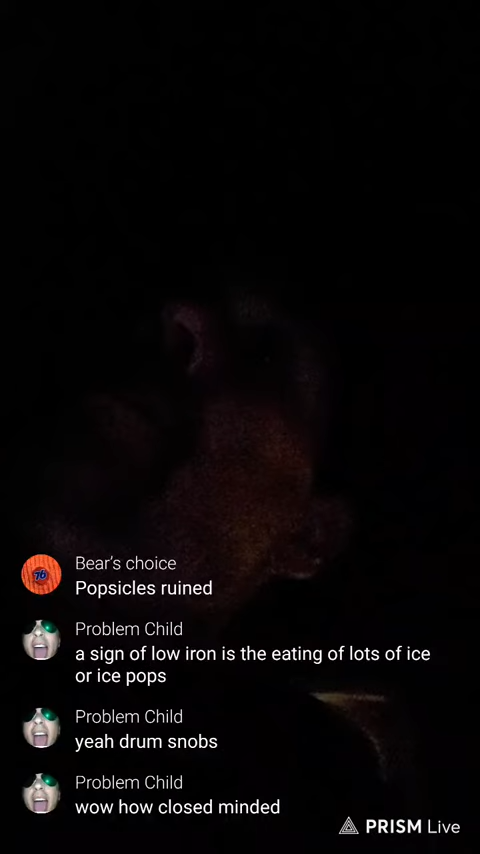 Bear's choice
Popsicles ruined
Problem Child
a sign of low iron is the eating of lots of ice
or ice pops
Problem Child
yeah drum snobs
Problem Child
wow how closed minded
PRISM Live
76